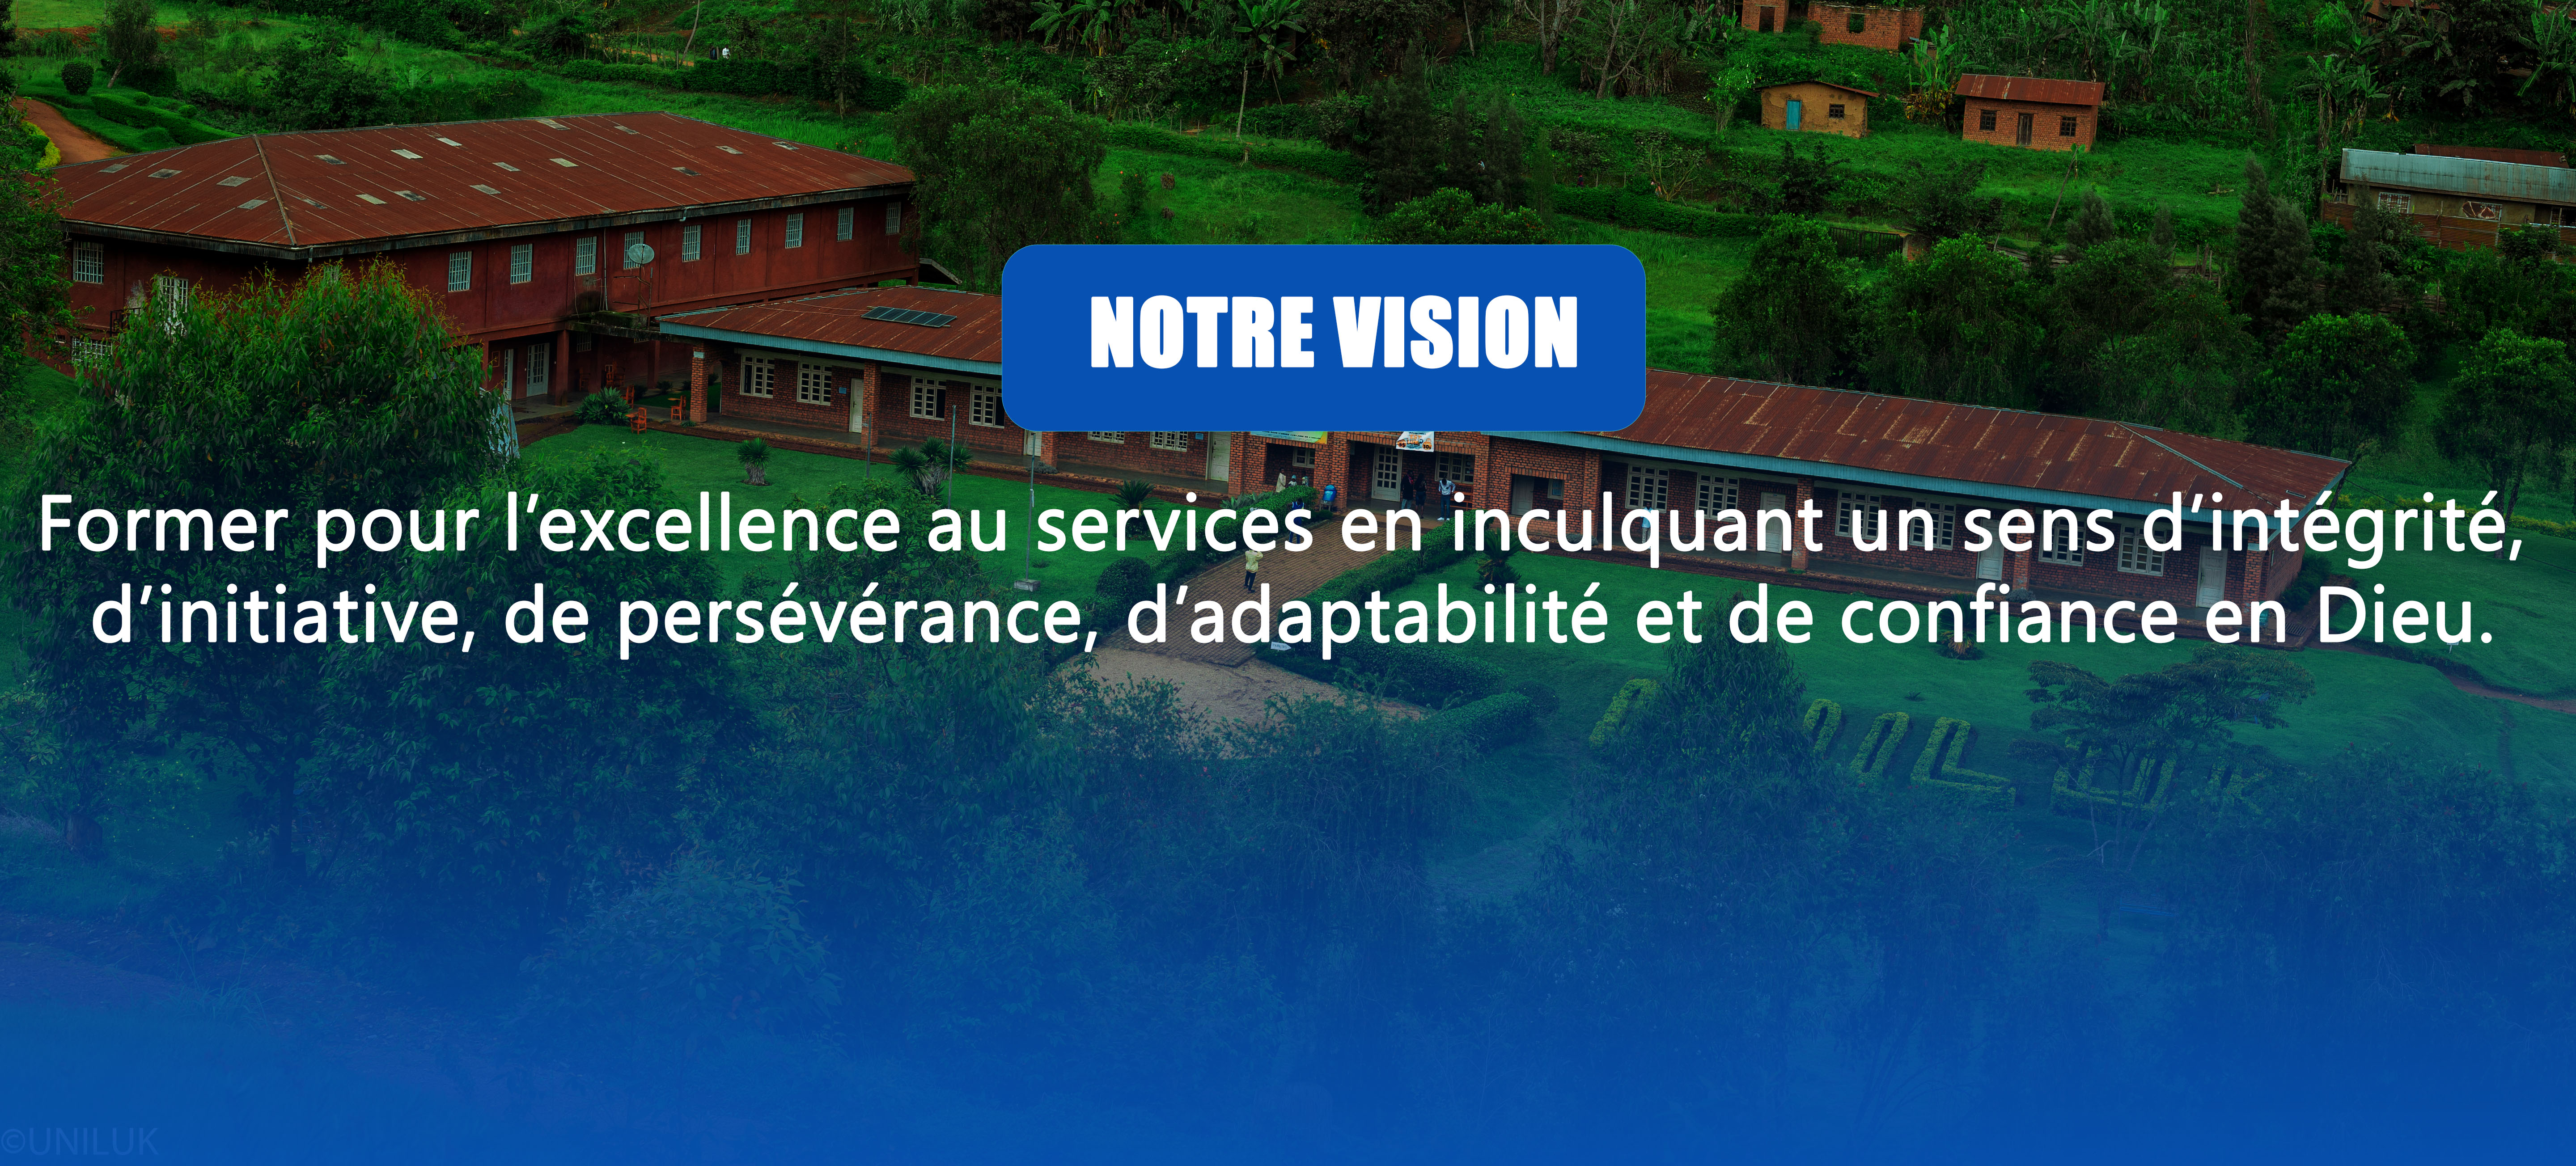 NOTRE VISION
Former pour l’excellence au services en inculquant un sens d’intégrité,
d’initiative, de persévérance, d’adaptabilité et de confiance en Dieu.
©UNILUK